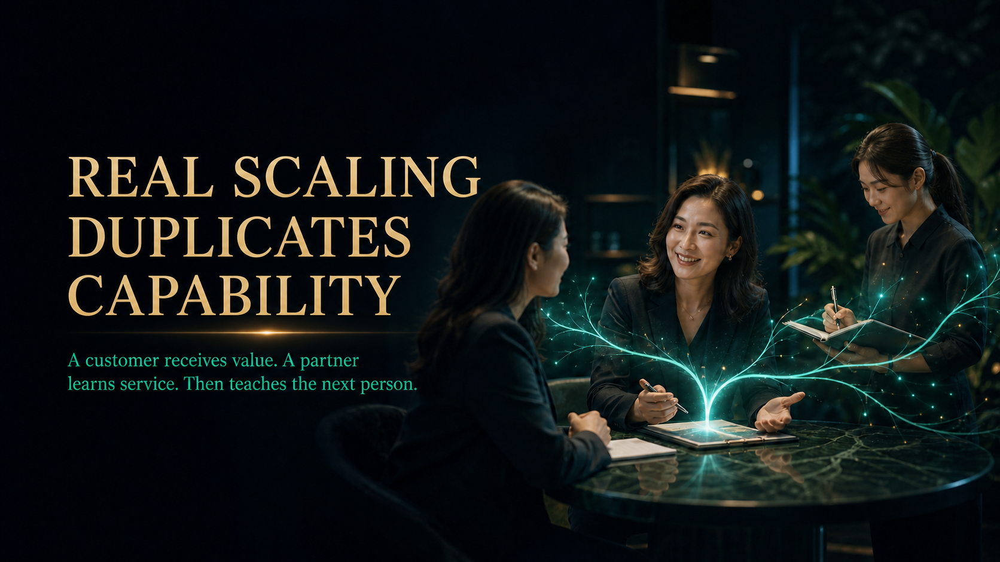 REAL SCALING
DUPLICATES
CAPABILITY
A customer receives value. A partner
learns service. Then teaches the next person.